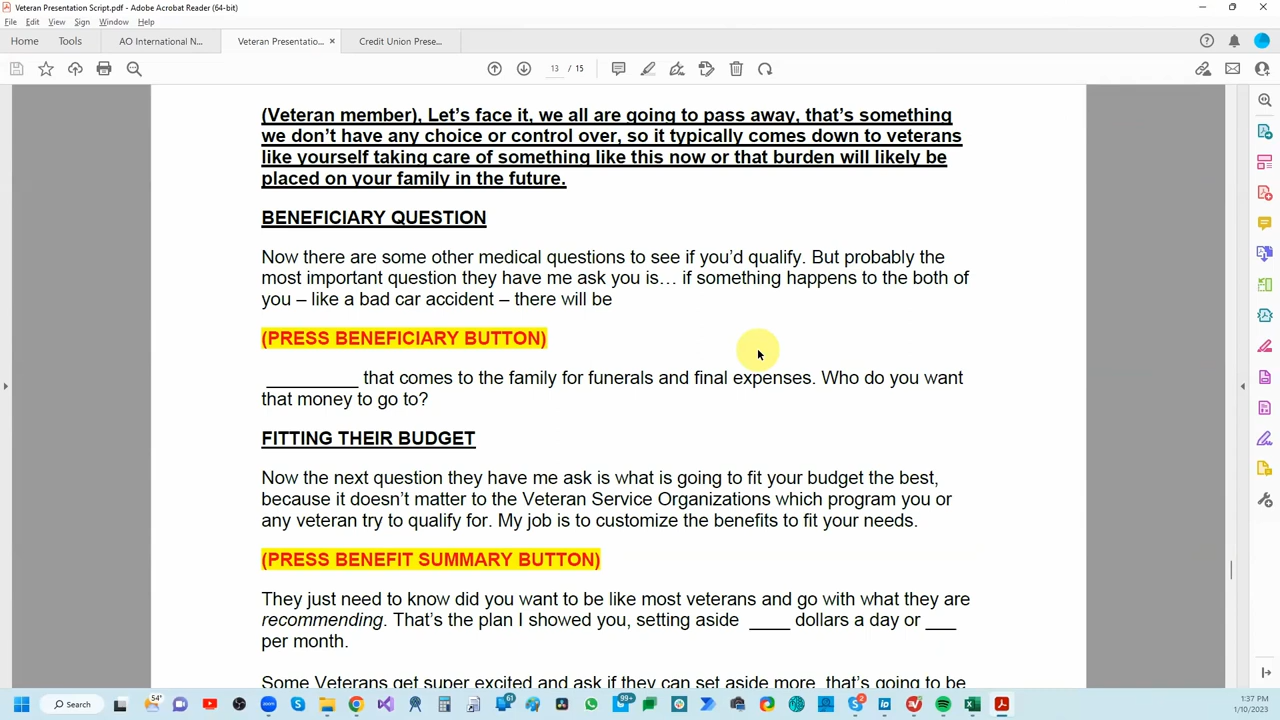 Veteran Presentation Script.pdf - Adobe Acrobat Reader (64-bit)
File Edit View Sign Window Help
Home Tools AO International N... Veteran Presentatio... × Credit Union Prese...
13 / 15
(Veteran member), Let’s face it, we all are going to pass away, that’s something
we don’t have any choice or control over, so it typically comes down to veterans
like yourself taking care of something like this now or that burden will likely be
placed on your family in the future.
BENEFICIARY QUESTION
Now there are some other medical questions to see if you’d qualify. But probably the
most important question they have me ask you is… if something happens to the both of
you – like a bad car accident – there will be
(PRESS BENEFICIARY BUTTON)
_________ that comes to the family for funerals and final expenses. Who do you want
that money to go to?
FITTING THEIR BUDGET
Now the next question they have me ask is what is going to fit your budget the best,
because it doesn’t matter to the Veteran Service Organizations which program you or
any veteran try to qualify for. My job is to customize the benefits to fit your needs.
(PRESS BENEFIT SUMMARY BUTTON)
They just need to know did you want to be like most veterans and go with what they are
recommending. That’s the plan I showed you, setting aside ____ dollars a day or ___
per month.
Some Veterans get super excited and ask if they can set aside more, that’s going to be
Search 54° 61 99+ 2 1:37 PM
1/10/2023